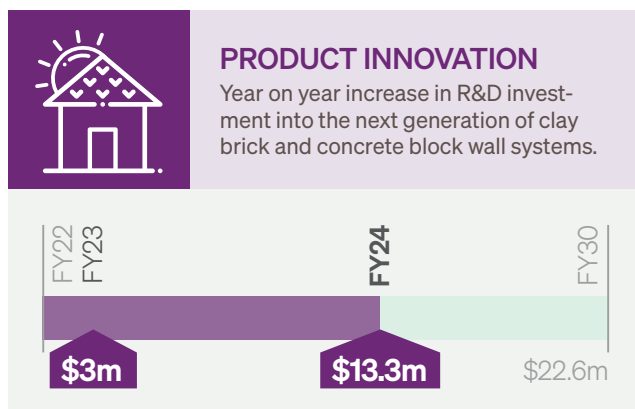 PRODUCT INNOVATION
Year on year increase in R&D invest-
ment into the next generation of clay
brick and concrete block wall systems.
FY22
FY23
FY24
FY30
$3m
$13.3m
$22.6m